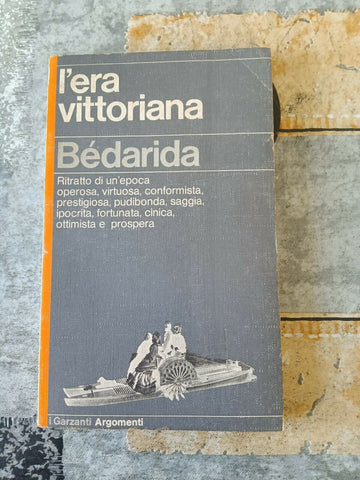 l'era
vittoriana
Bédarida
Ritratto di un'epoca
operosa, virtuosa, conformista,
prestigiosa, pudibonda, saggia,
ipocrita, fortunata, cinica,
ottimista e prospera
i Garzanti Argomenti